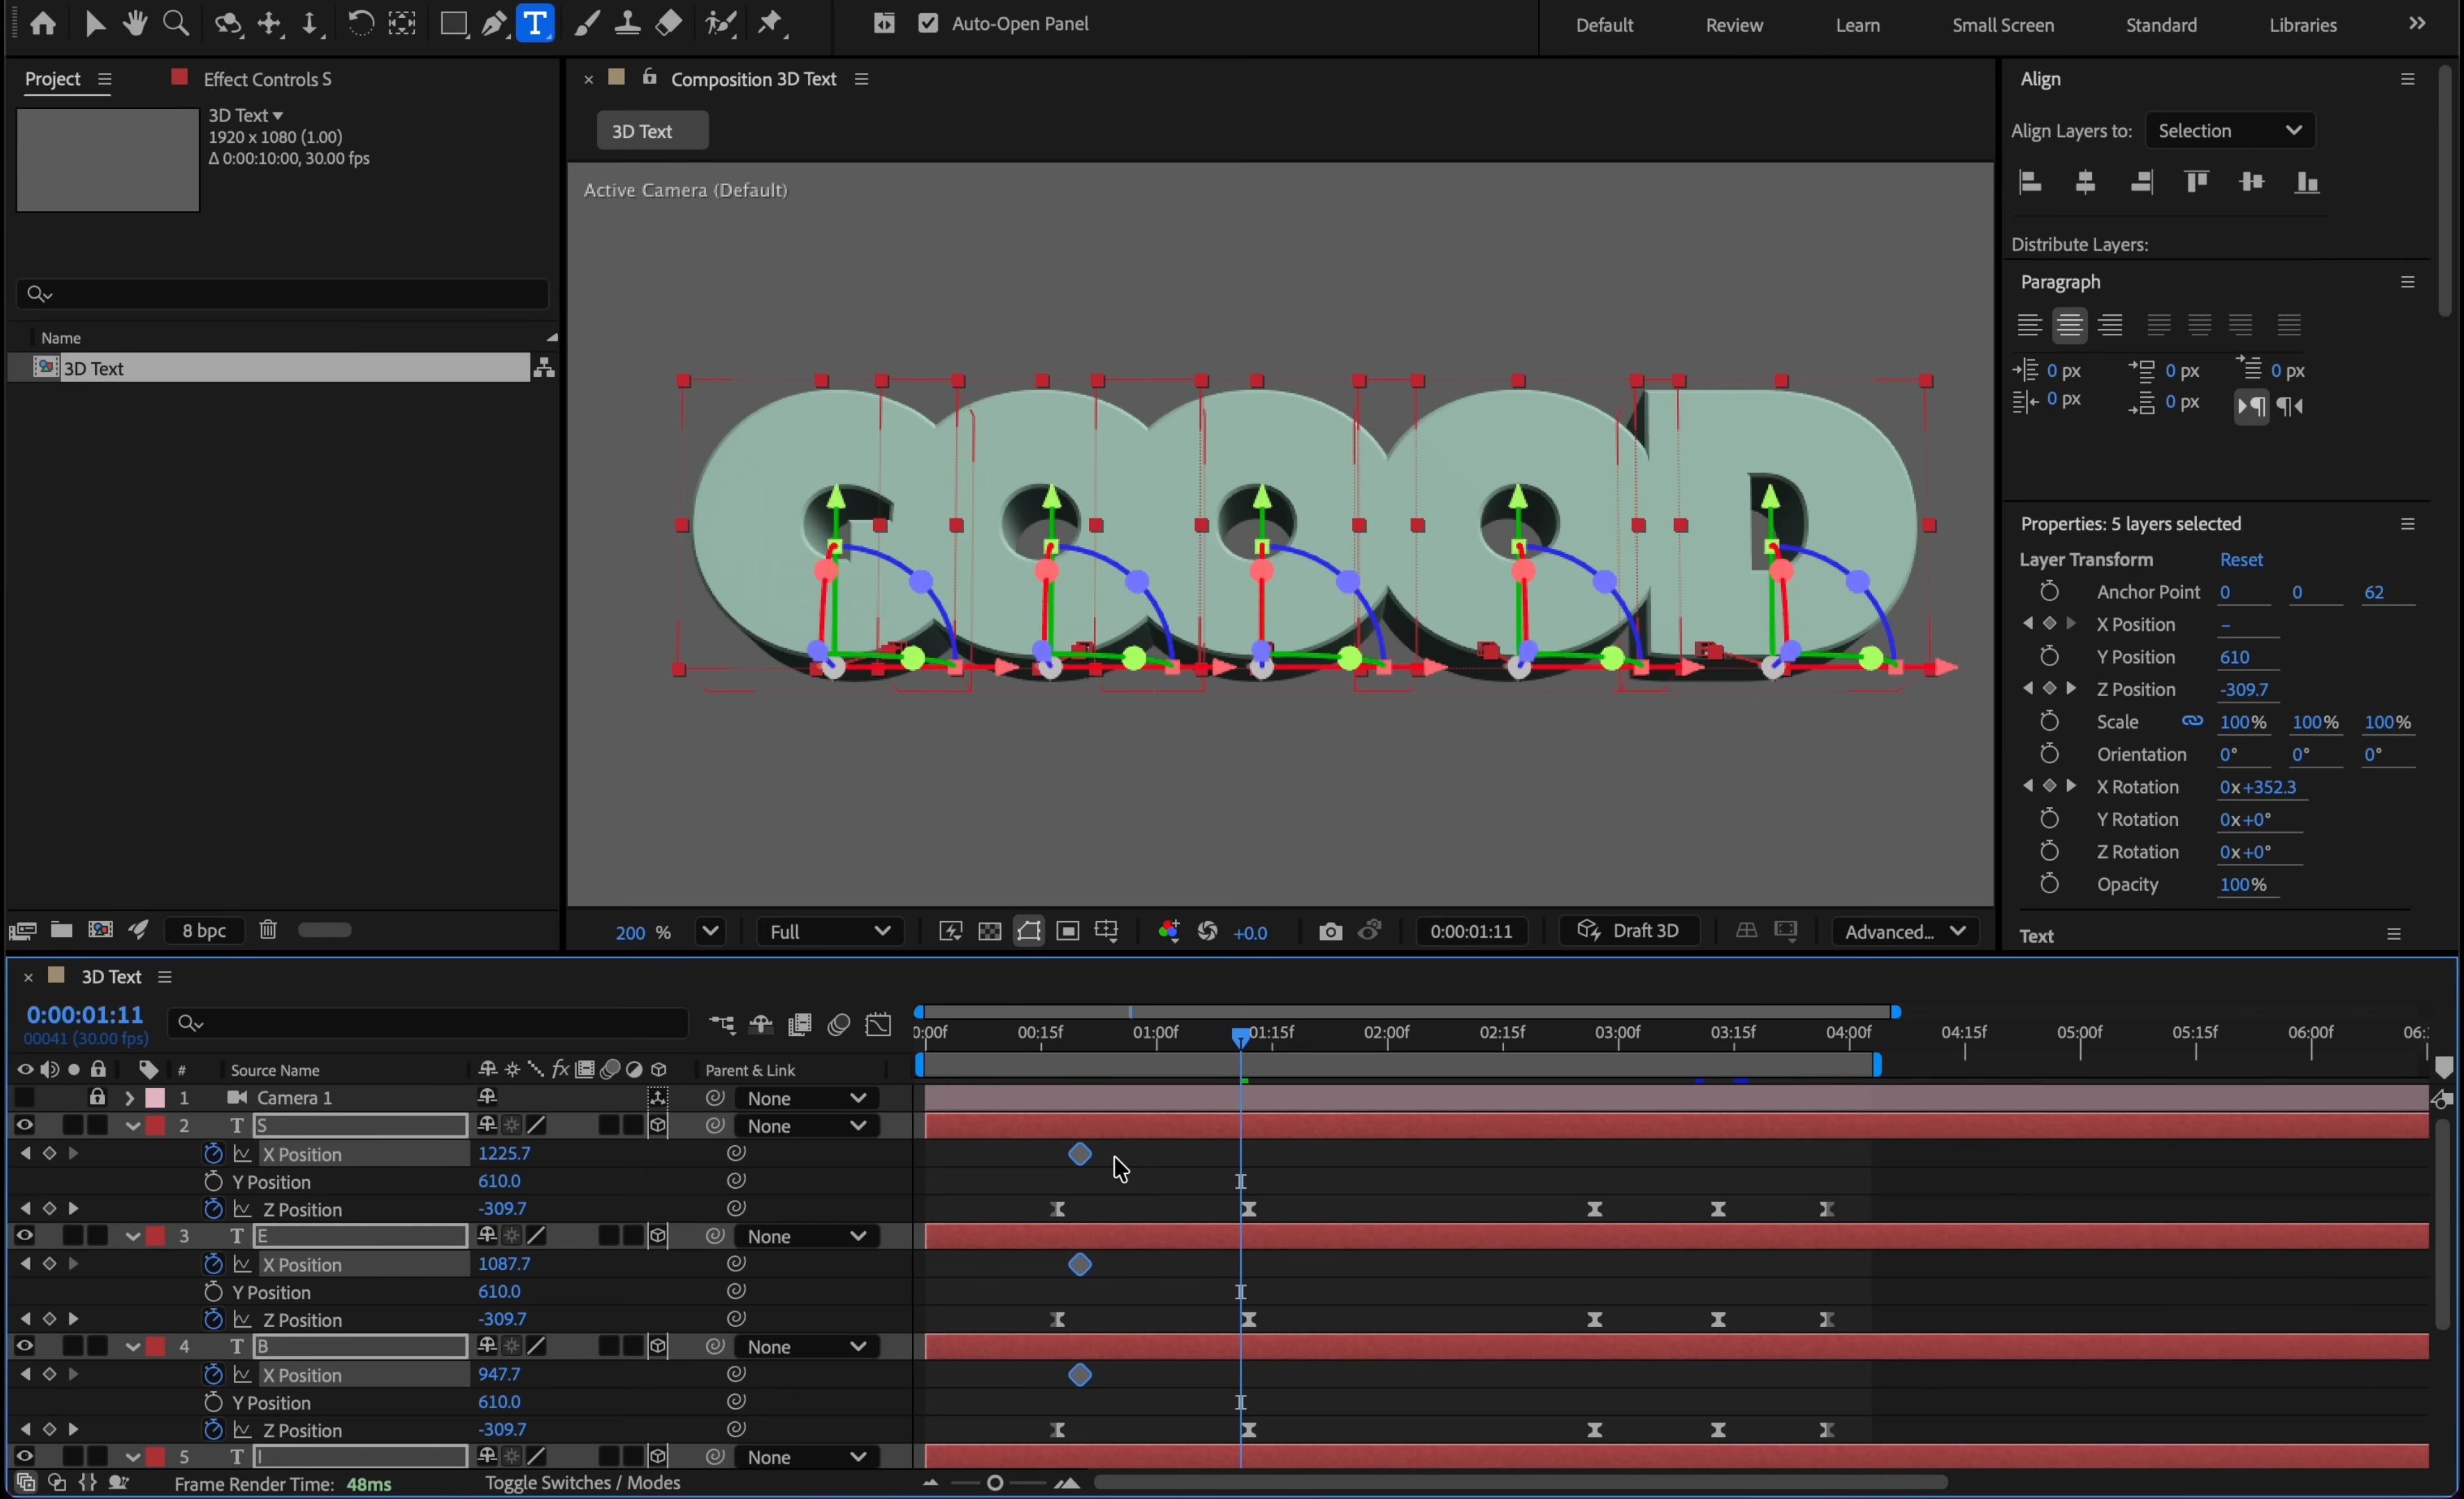 T
Auto-Open Panel
Default
Review
Learn
Small Screen
Standard
Libraries
Project
Effect Controls S
3D Text
1920 x 1080 (1.00)
Δ 0:00:10:00, 30.00 fps
Name
3D Text
8 bpc
Composition 3D Text
3D Text
Active Camera (Default)
GOOOD
200 %
Full
+0.0
0:00:01:11
Draft 3D
Advanced...
Align
Align Layers to:
Selection
Distribute Layers:
Paragraph
0 px
0 px
0 px
0 px
0 px
Properties: 5 layers selected
Layer Transform
Reset
Anchor Point 0 0 62
X Position –
Y Position 610
Z Position -309.7
Scale 100% 100% 100%
Orientation 0° 0° 0°
X Rotation 0x+352.3
Y Rotation 0x+0°
Z Rotation 0x+0°
Opacity 100%
Text
3D Text
0:00:01:11
00041 (30.00 fps)
0:00f 00:15f 01:00f 01:15f 02:00f 02:15f 03:00f 03:15f 04:00f 04:15f 05:00f 05:15f 06:00f 06:
# Source Name fx Parent & Link
1 Camera 1 None
2 T S None
X Position 1225.7
Y Position 610.0
Z Position -309.7
3 T E None
X Position 1087.7
Y Position 610.0
Z Position -309.7
4 T B None
X Position 947.7
Y Position 610.0
Z Position -309.7
5 T I None
Frame Render Time: 48ms
Toggle Switches / Modes